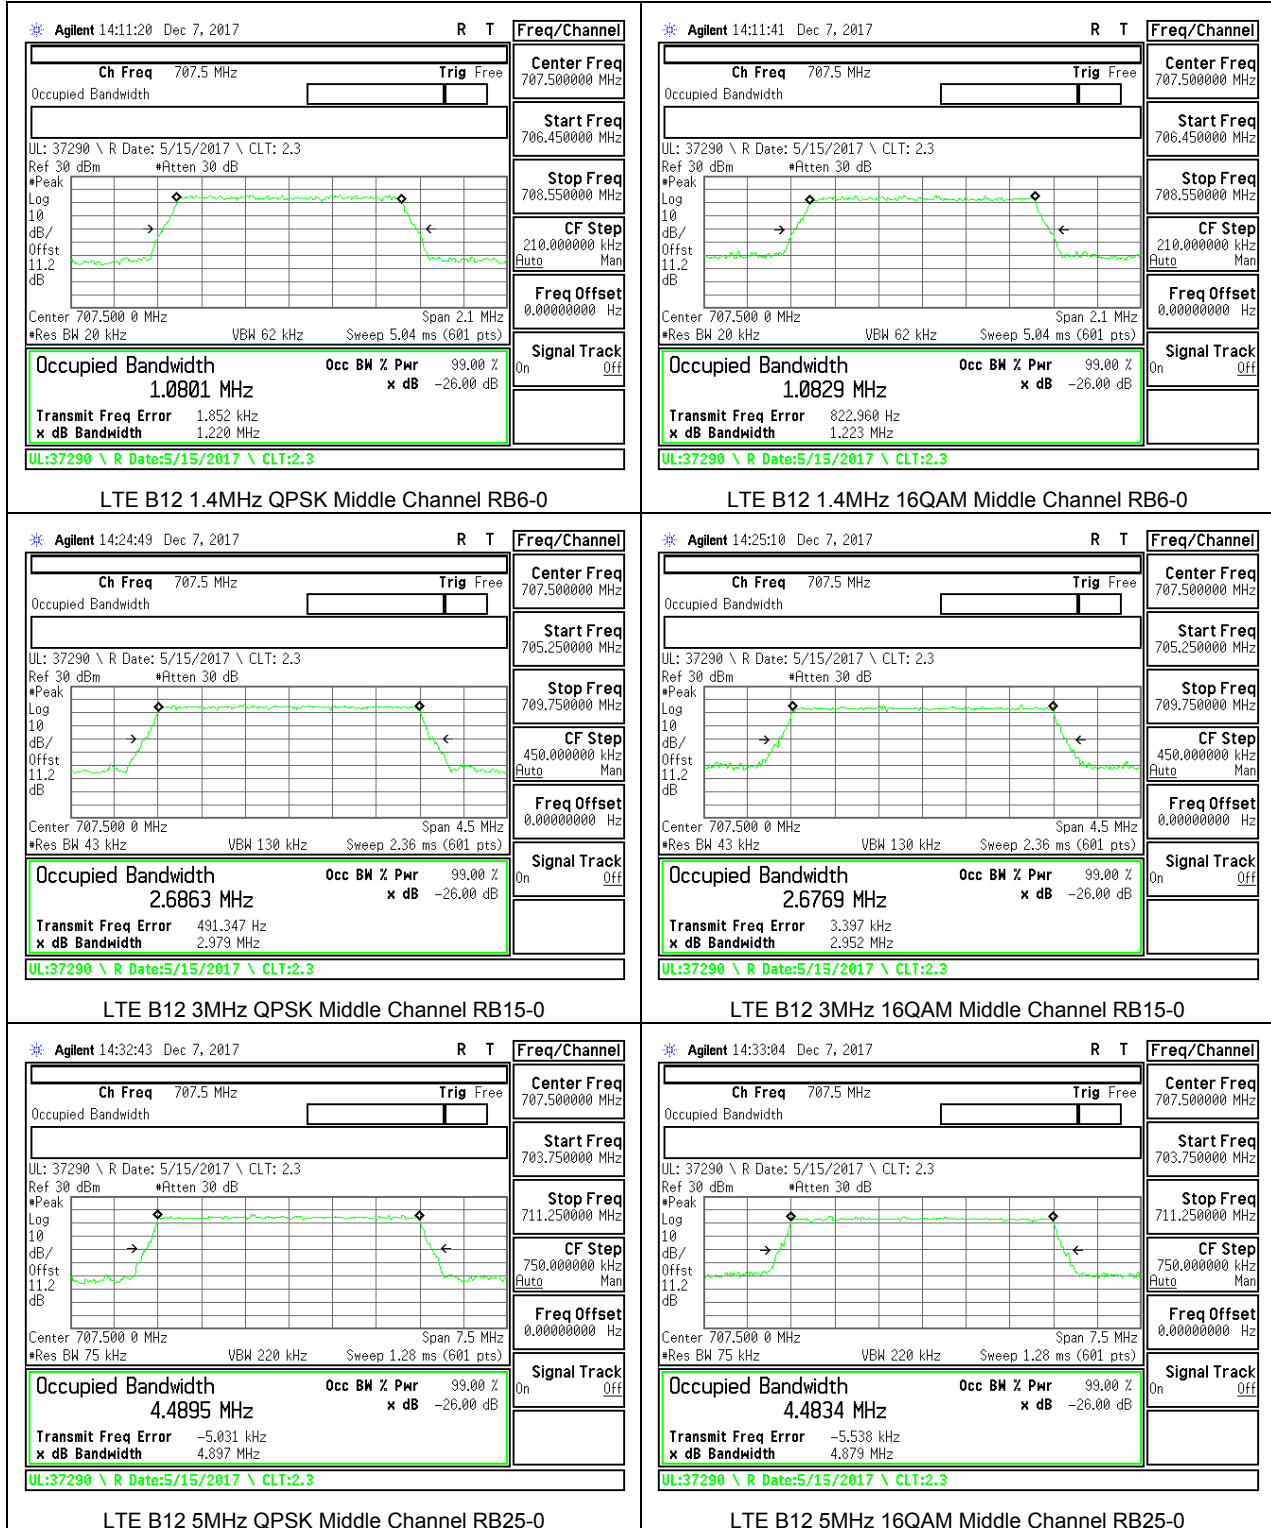 Agilent 14:11:20 Dec 7, 2017 R T
Freq/Channel
Ch Freq 707.5 MHz Trig Free
Occupied Bandwidth
Center Freq
707.500000 MHz
Start Freq
706.450000 MHz
Stop Freq
708.550000 MHz
CF Step
210.000000 kHz
Auto Man
Freq Offset
0.00000000 Hz
Signal Track
On Off
UL: 37290 \ R Date: 5/15/2017 \ CLT: 2.3
Ref 30 dBm #Atten 30 dB
#Peak
Log
10
dB/
Offst
11.2
dB
Center 707.500 0 MHz Span 2.1 MHz
#Res BW 20 kHz VBW 62 kHz Sweep 5.04 ms (601 pts)
Occupied Bandwidth Occ BW % Pwr 99.00 %
1.0801 MHz x dB -26.00 dB
Transmit Freq Error 1.852 kHz
x dB Bandwidth 1.220 MHz
UL:37290 \ R Date:5/15/2017 \ CLT:2.3
LTE B12 1.4MHz QPSK Middle Channel RB6-0
Agilent 14:11:41 Dec 7, 2017 R T
Freq/Channel
Ch Freq 707.5 MHz Trig Free
Occupied Bandwidth
Center Freq
707.500000 MHz
Start Freq
706.450000 MHz
Stop Freq
708.550000 MHz
CF Step
210.000000 kHz
Auto Man
Freq Offset
0.00000000 Hz
Signal Track
On Off
UL: 37290 \ R Date: 5/15/2017 \ CLT: 2.3
Ref 30 dBm #Atten 30 dB
#Peak
Log
10
dB/
Offst
11.2
dB
Center 707.500 0 MHz Span 2.1 MHz
#Res BW 20 kHz VBW 62 kHz Sweep 5.04 ms (601 pts)
Occupied Bandwidth Occ BW % Pwr 99.00 %
1.0829 MHz x dB -26.00 dB
Transmit Freq Error 822.960 Hz
x dB Bandwidth 1.223 MHz
UL:37290 \ R Date:5/15/2017 \ CLT:2.3
LTE B12 1.4MHz 16QAM Middle Channel RB6-0
Agilent 14:24:49 Dec 7, 2017 R T
Freq/Channel
Ch Freq 707.5 MHz Trig Free
Occupied Bandwidth
Center Freq
707.500000 MHz
Start Freq
705.250000 MHz
Stop Freq
709.750000 MHz
CF Step
450.000000 kHz
Auto Man
Freq Offset
0.00000000 Hz
Signal Track
On Off
UL: 37290 \ R Date: 5/15/2017 \ CLT: 2.3
Ref 30 dBm #Atten 30 dB
#Peak
Log
10
dB/
Offst
11.2
dB
Center 707.500 0 MHz Span 4.5 MHz
#Res BW 43 kHz VBW 130 kHz Sweep 2.36 ms (601 pts)
Occupied Bandwidth Occ BW % Pwr 99.00 %
2.6863 MHz x dB -26.00 dB
Transmit Freq Error 491.347 Hz
x dB Bandwidth 2.979 MHz
UL:37290 \ R Date:5/15/2017 \ CLT:2.3
LTE B12 3MHz QPSK Middle Channel RB15-0
Agilent 14:25:10 Dec 7, 2017 R T
Freq/Channel
Ch Freq 707.5 MHz Trig Free
Occupied Bandwidth
Center Freq
707.500000 MHz
Start Freq
705.250000 MHz
Stop Freq
709.750000 MHz
CF Step
450.000000 kHz
Auto Man
Freq Offset
0.00000000 Hz
Signal Track
On Off
UL: 37290 \ R Date: 5/15/2017 \ CLT: 2.3
Ref 30 dBm #Atten 30 dB
#Peak
Log
10
dB/
Offst
11.2
dB
Center 707.500 0 MHz Span 4.5 MHz
#Res BW 43 kHz VBW 130 kHz Sweep 2.36 ms (601 pts)
Occupied Bandwidth Occ BW % Pwr 99.00 %
2.6769 MHz x dB -26.00 dB
Transmit Freq Error 3.397 kHz
x dB Bandwidth 2.952 MHz
UL:37290 \ R Date:5/15/2017 \ CLT:2.3
LTE B12 3MHz 16QAM Middle Channel RB15-0
Agilent 14:32:43 Dec 7, 2017 R T
Freq/Channel
Ch Freq 707.5 MHz Trig Free
Occupied Bandwidth
Center Freq
707.500000 MHz
Start Freq
703.750000 MHz
Stop Freq
711.250000 MHz
CF Step
750.000000 kHz
Auto Man
Freq Offset
0.00000000 Hz
Signal Track
On Off
UL: 37290 \ R Date: 5/15/2017 \ CLT: 2.3
Ref 30 dBm #Atten 30 dB
#Peak
Log
10
dB/
Offst
11.2
dB
Center 707.500 0 MHz Span 7.5 MHz
#Res BW 75 kHz VBW 220 kHz Sweep 1.28 ms (601 pts)
Occupied Bandwidth Occ BW % Pwr 99.00 %
4.4895 MHz x dB -26.00 dB
Transmit Freq Error -5.031 kHz
x dB Bandwidth 4.897 MHz
UL:37290 \ R Date:5/15/2017 \ CLT:2.3
LTE B12 5MHz QPSK Middle Channel RB25-0
Agilent 14:33:04 Dec 7, 2017 R T
Freq/Channel
Ch Freq 707.5 MHz Trig Free
Occupied Bandwidth
Center Freq
707.500000 MHz
Start Freq
703.750000 MHz
Stop Freq
711.250000 MHz
CF Step
750.000000 kHz
Auto Man
Freq Offset
0.00000000 Hz
Signal Track
On Off
UL: 37290 \ R Date: 5/15/2017 \ CLT: 2.3
Ref 30 dBm #Atten 30 dB
#Peak
Log
10
dB/
Offst
11.2
dB
Center 707.500 0 MHz Span 7.5 MHz
#Res BW 75 kHz VBW 220 kHz Sweep 1.28 ms (601 pts)
Occupied Bandwidth Occ BW % Pwr 99.00 %
4.4834 MHz x dB -26.00 dB
Transmit Freq Error -5.538 kHz
x dB Bandwidth 4.879 MHz
UL:37290 \ R Date:5/15/2017 \ CLT:2.3
LTE B12 5MHz 16QAM Middle Channel RB25-0